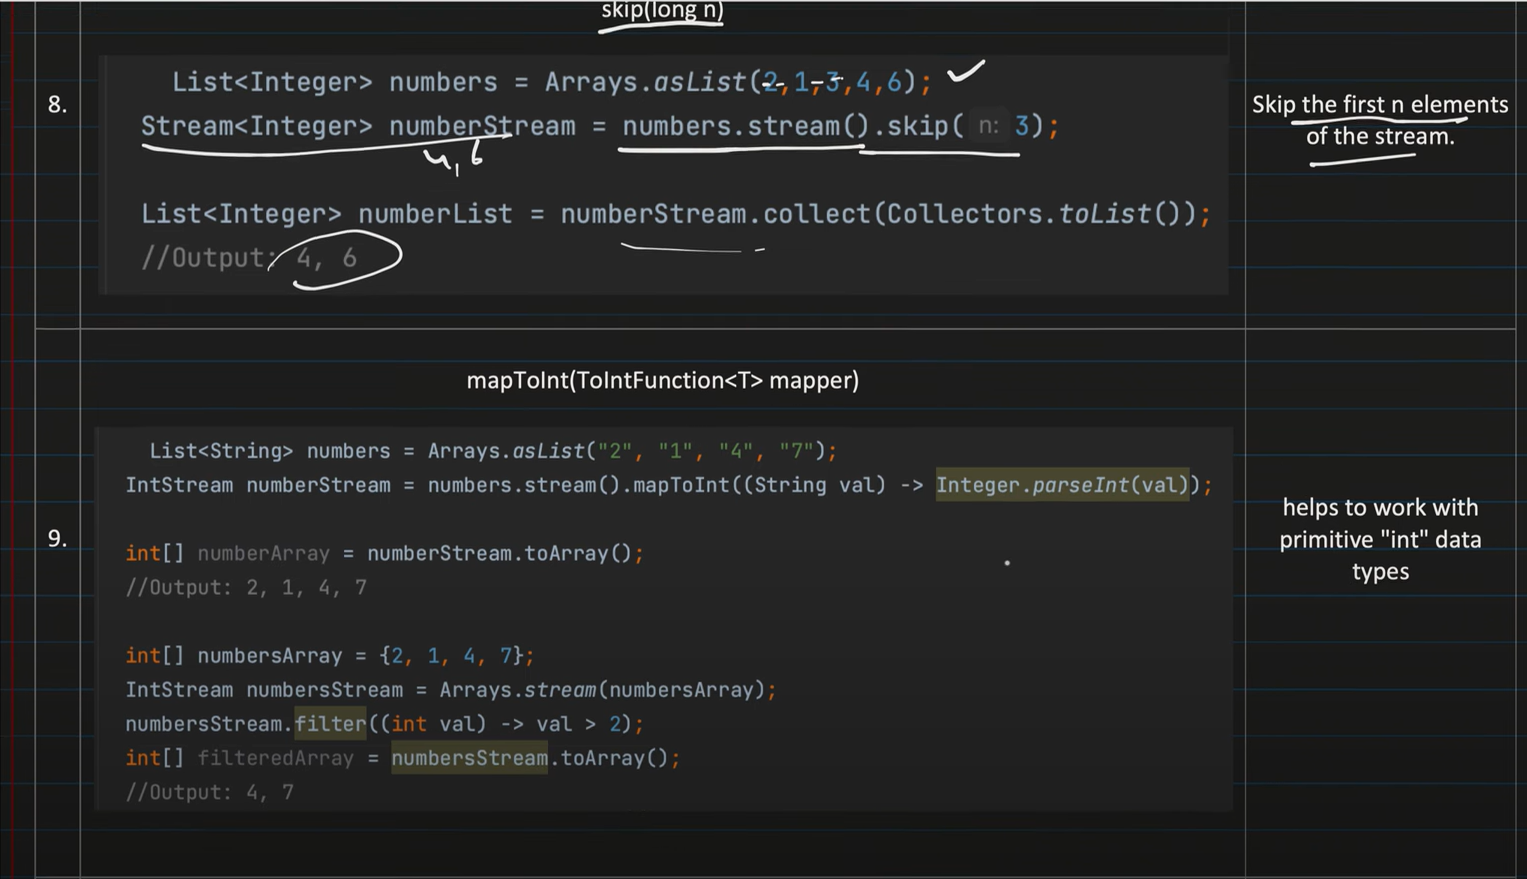 skip(long n)
8.
List<Integer> numbers = Arrays.asList(2,1,3,4,6);
Stream<Integer> numberStream = numbers.stream().skip( n: 3);
4, 6
List<Integer> numberList = numberStream.collect(Collectors.toList());
//Output: 4, 6
Skip the first n elements
of the stream.
9.
mapToInt(ToIntFunction<T> mapper)
List<String> numbers = Arrays.asList("2", "1", "4", "7");
IntStream numberStream = numbers.stream().mapToInt((String val) -> Integer.parseInt(val));
int[] numberArray = numberStream.toArray();
//Output: 2, 1, 4, 7
int[] numbersArray = {2, 1, 4, 7};
IntStream numbersStream = Arrays.stream(numbersArray);
numbersStream.filter((int val) -> val > 2);
int[] filteredArray = numbersStream.toArray();
//Output: 4, 7
helps to work with
primitive "int" data
types